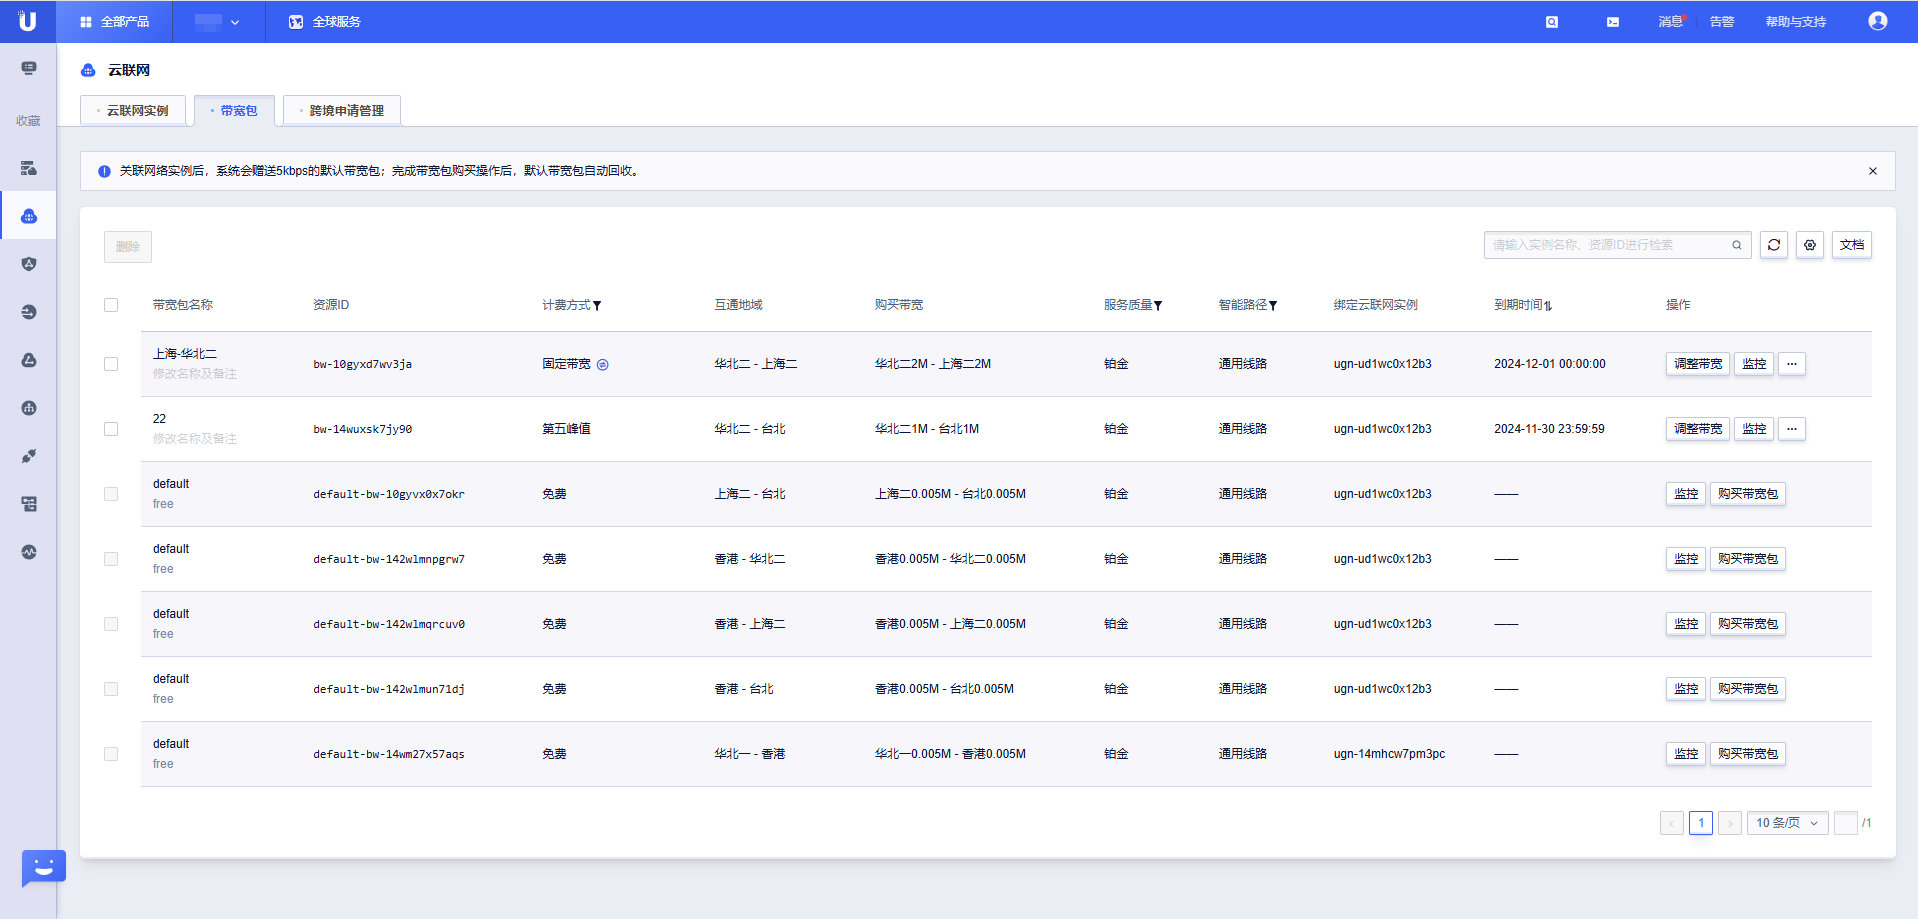 全部产品
全球服务
消息
告警
帮助与支持
收藏
云联网
云联网实例
带宽包
跨境申请管理
关联网络实例后，系统会赠送5kbps的默认带宽包；完成带宽包购买操作后，默认带宽包自动回收。
删除
请输入实例名称、资源ID进行检索
文档
带宽包名称 资源ID 计费方式 互通地域 购买带宽 服务质量 智能路径 绑定云联网实例 到期时间 操作
上海-华北二
修改名称及备注
bw-10gyxd7wv3ja 固定带宽 华北二 - 上海二 华北二2M - 上海二2M 铂金 通用线路 ugn-ud1wc0x12b3 2024-12-01 00:00:00 调整带宽 监控 ...
22
修改名称及备注
bw-14wuxsk7jy90 第五峰值 华北二 - 台北 华北二1M - 台北1M 铂金 通用线路 ugn-ud1wc0x12b3 2024-11-30 23:59:59 调整带宽 监控 ...
default
free
default-bw-10gyvx0x7okr 免费 上海二 - 台北 上海二0.005M - 台北0.005M 铂金 通用线路 ugn-ud1wc0x12b3 —— 监控 购买带宽包
default
free
default-bw-142wlmnpgrw7 免费 香港 - 华北二 香港0.005M - 华北二0.005M 铂金 通用线路 ugn-ud1wc0x12b3 —— 监控 购买带宽包
default
free
default-bw-142wlmqrcuv0 免费 香港 - 上海二 香港0.005M - 上海二0.005M 铂金 通用线路 ugn-ud1wc0x12b3 —— 监控 购买带宽包
default
free
default-bw-142wlmun71dj 免费 香港 - 台北 香港0.005M - 台北0.005M 铂金 通用线路 ugn-ud1wc0x12b3 —— 监控 购买带宽包
default
free
default-bw-14wm27x57aqs 免费 华北一 - 香港 华北一0.005M - 香港0.005M 铂金 通用线路 ugn-14mhcw7pm3pc —— 监控 购买带宽包
1 10 条/页 /1